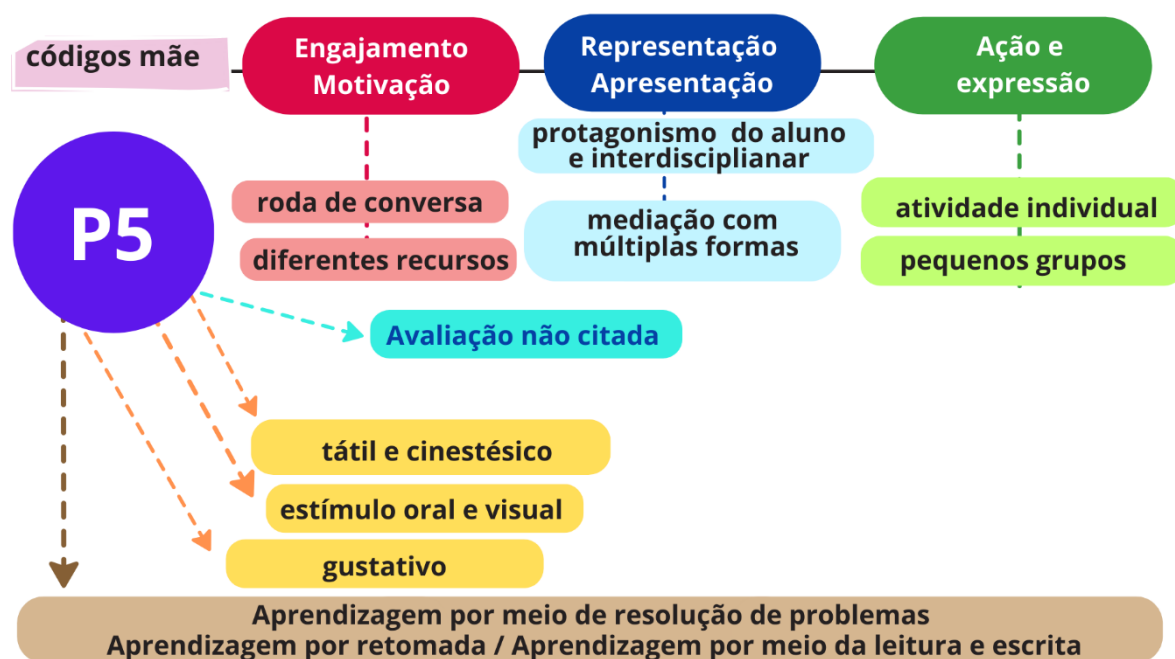 códigos mãe
Engajamento
Motivação
Representação
Apresentação
Ação e
expressão
P5
roda de conversa
diferentes recursos
protagonismo do aluno
e interdisciplianar
mediação com
múltiplas formas
atividade individual
pequenos grupos
Avaliação não citada
tátil e cinestésico
estímulo oral e visual
gustativo
Aprendizagem por meio de resolução de problemas
Aprendizagem por retomada / Aprendizagem por meio da leitura e escrita